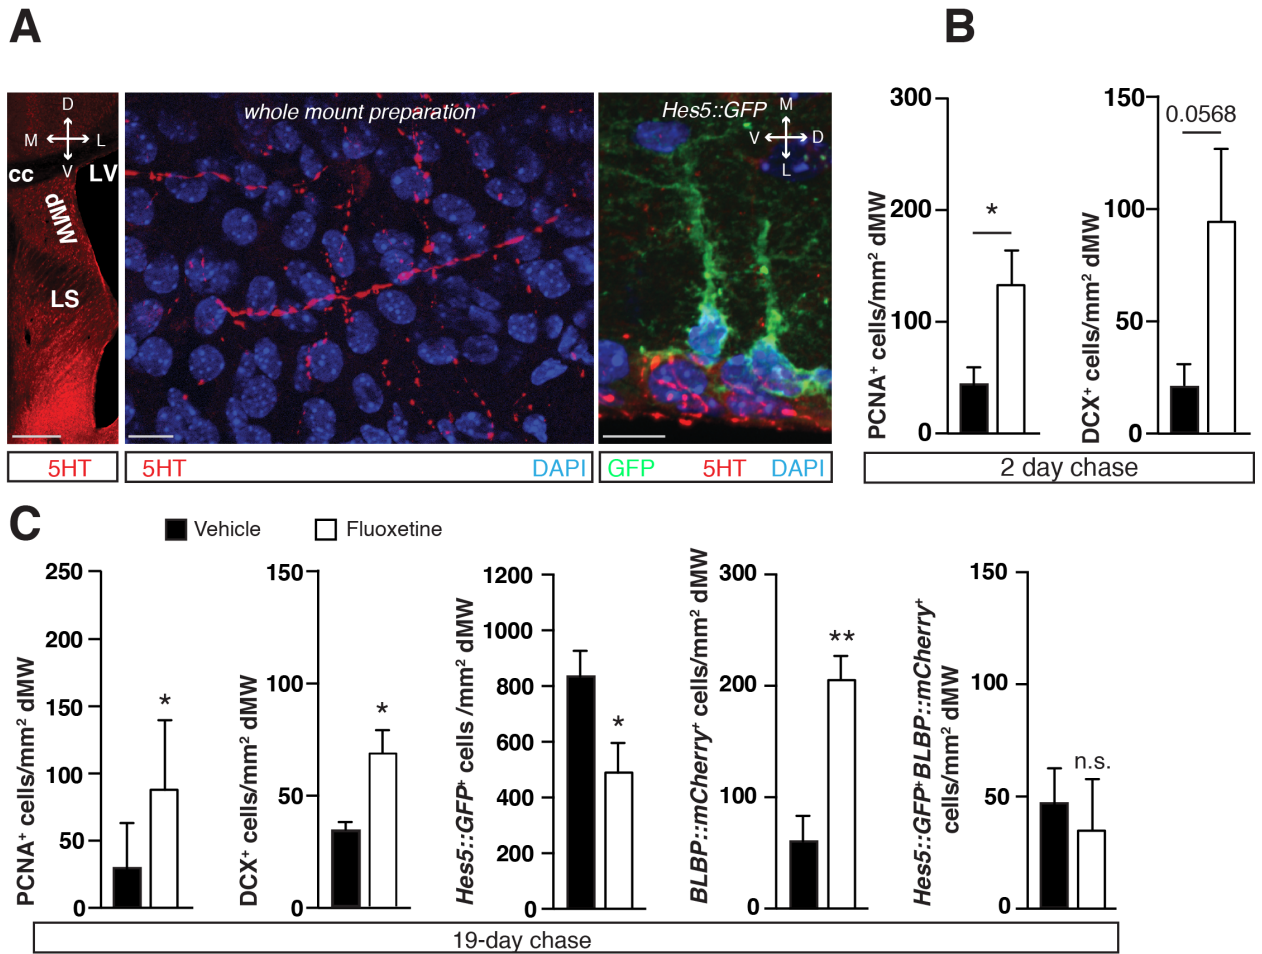 A
B
D
M
L
V
cc
LV
dMW
LS
whole mount preparation
Hes5::GFP
M
V
D
L
5HT
5HT
DAPI
GFP
5HT
DAPI
PCNA⁺ cells/mm² dMW
300
200
100
0
*
DCX⁺ cells/mm² dMW
150
100
50
0
0.0568
2 day chase
C
Vehicle
Fluoxetine
PCNA⁺ cells/mm² dMW
250
200
150
100
50
0
*
DCX⁺ cells/mm² dMW
150
100
50
0
*
Hes5::GFP⁺ cells /mm² dMW
1200
1000
800
600
400
200
0
*
BLBP::mCherry⁺ cells/mm² dMW
300
200
100
0
**
Hes5::GFP⁺BLBP::mCherry⁺
cells/mm² dMW
150
100
50
0
n.s.
19-day chase